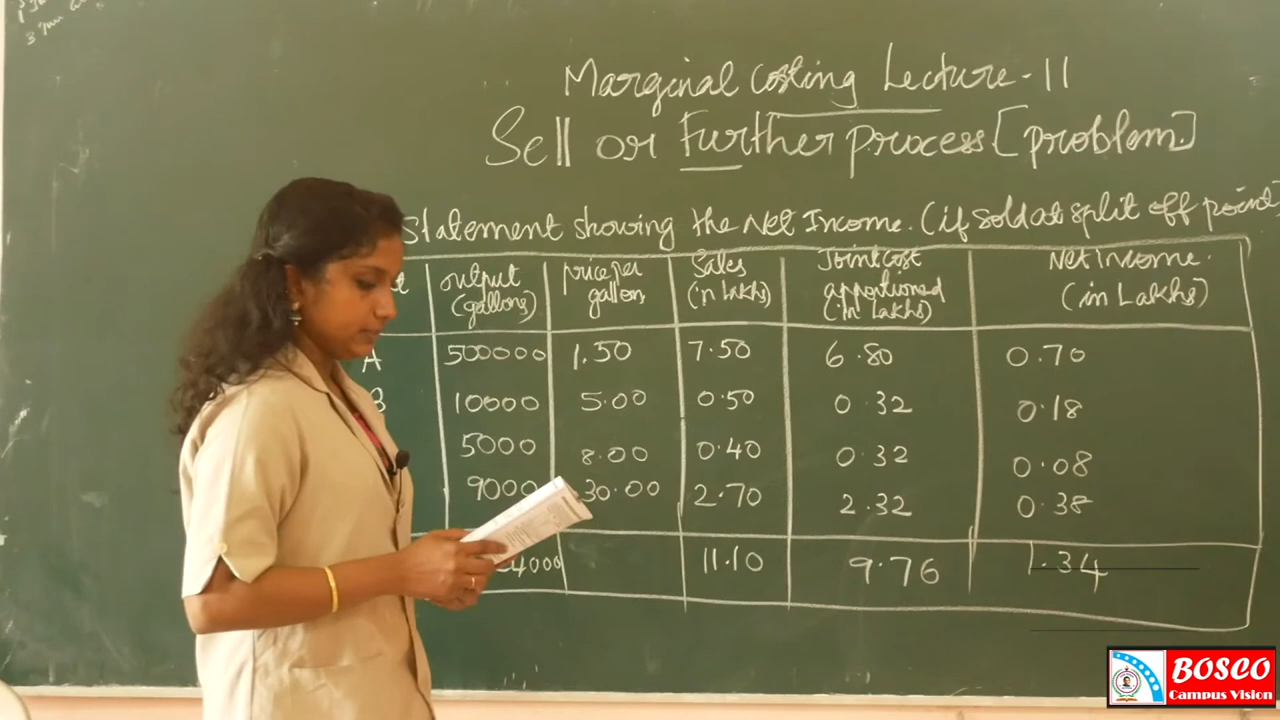 Marginal Costing Lecture - 11
Sell or Further process [problem]
Statement showing the Net Income. (if sold at split off point
output (gallons) price per gallon Sales (in lakhs) Joint Cost apportioned (in lakhs) Net Income. (in Lakhs)
A 500000 1.50 7.50 6.80 0.70
B 10000 5.00 0.50 0.32 0.18
5000 8.00 0.40 0.32 0.08
9000 30.00 2.70 2.32 0.38
4000 11.10 9.76 1.34
BOSCO
Campus Vision